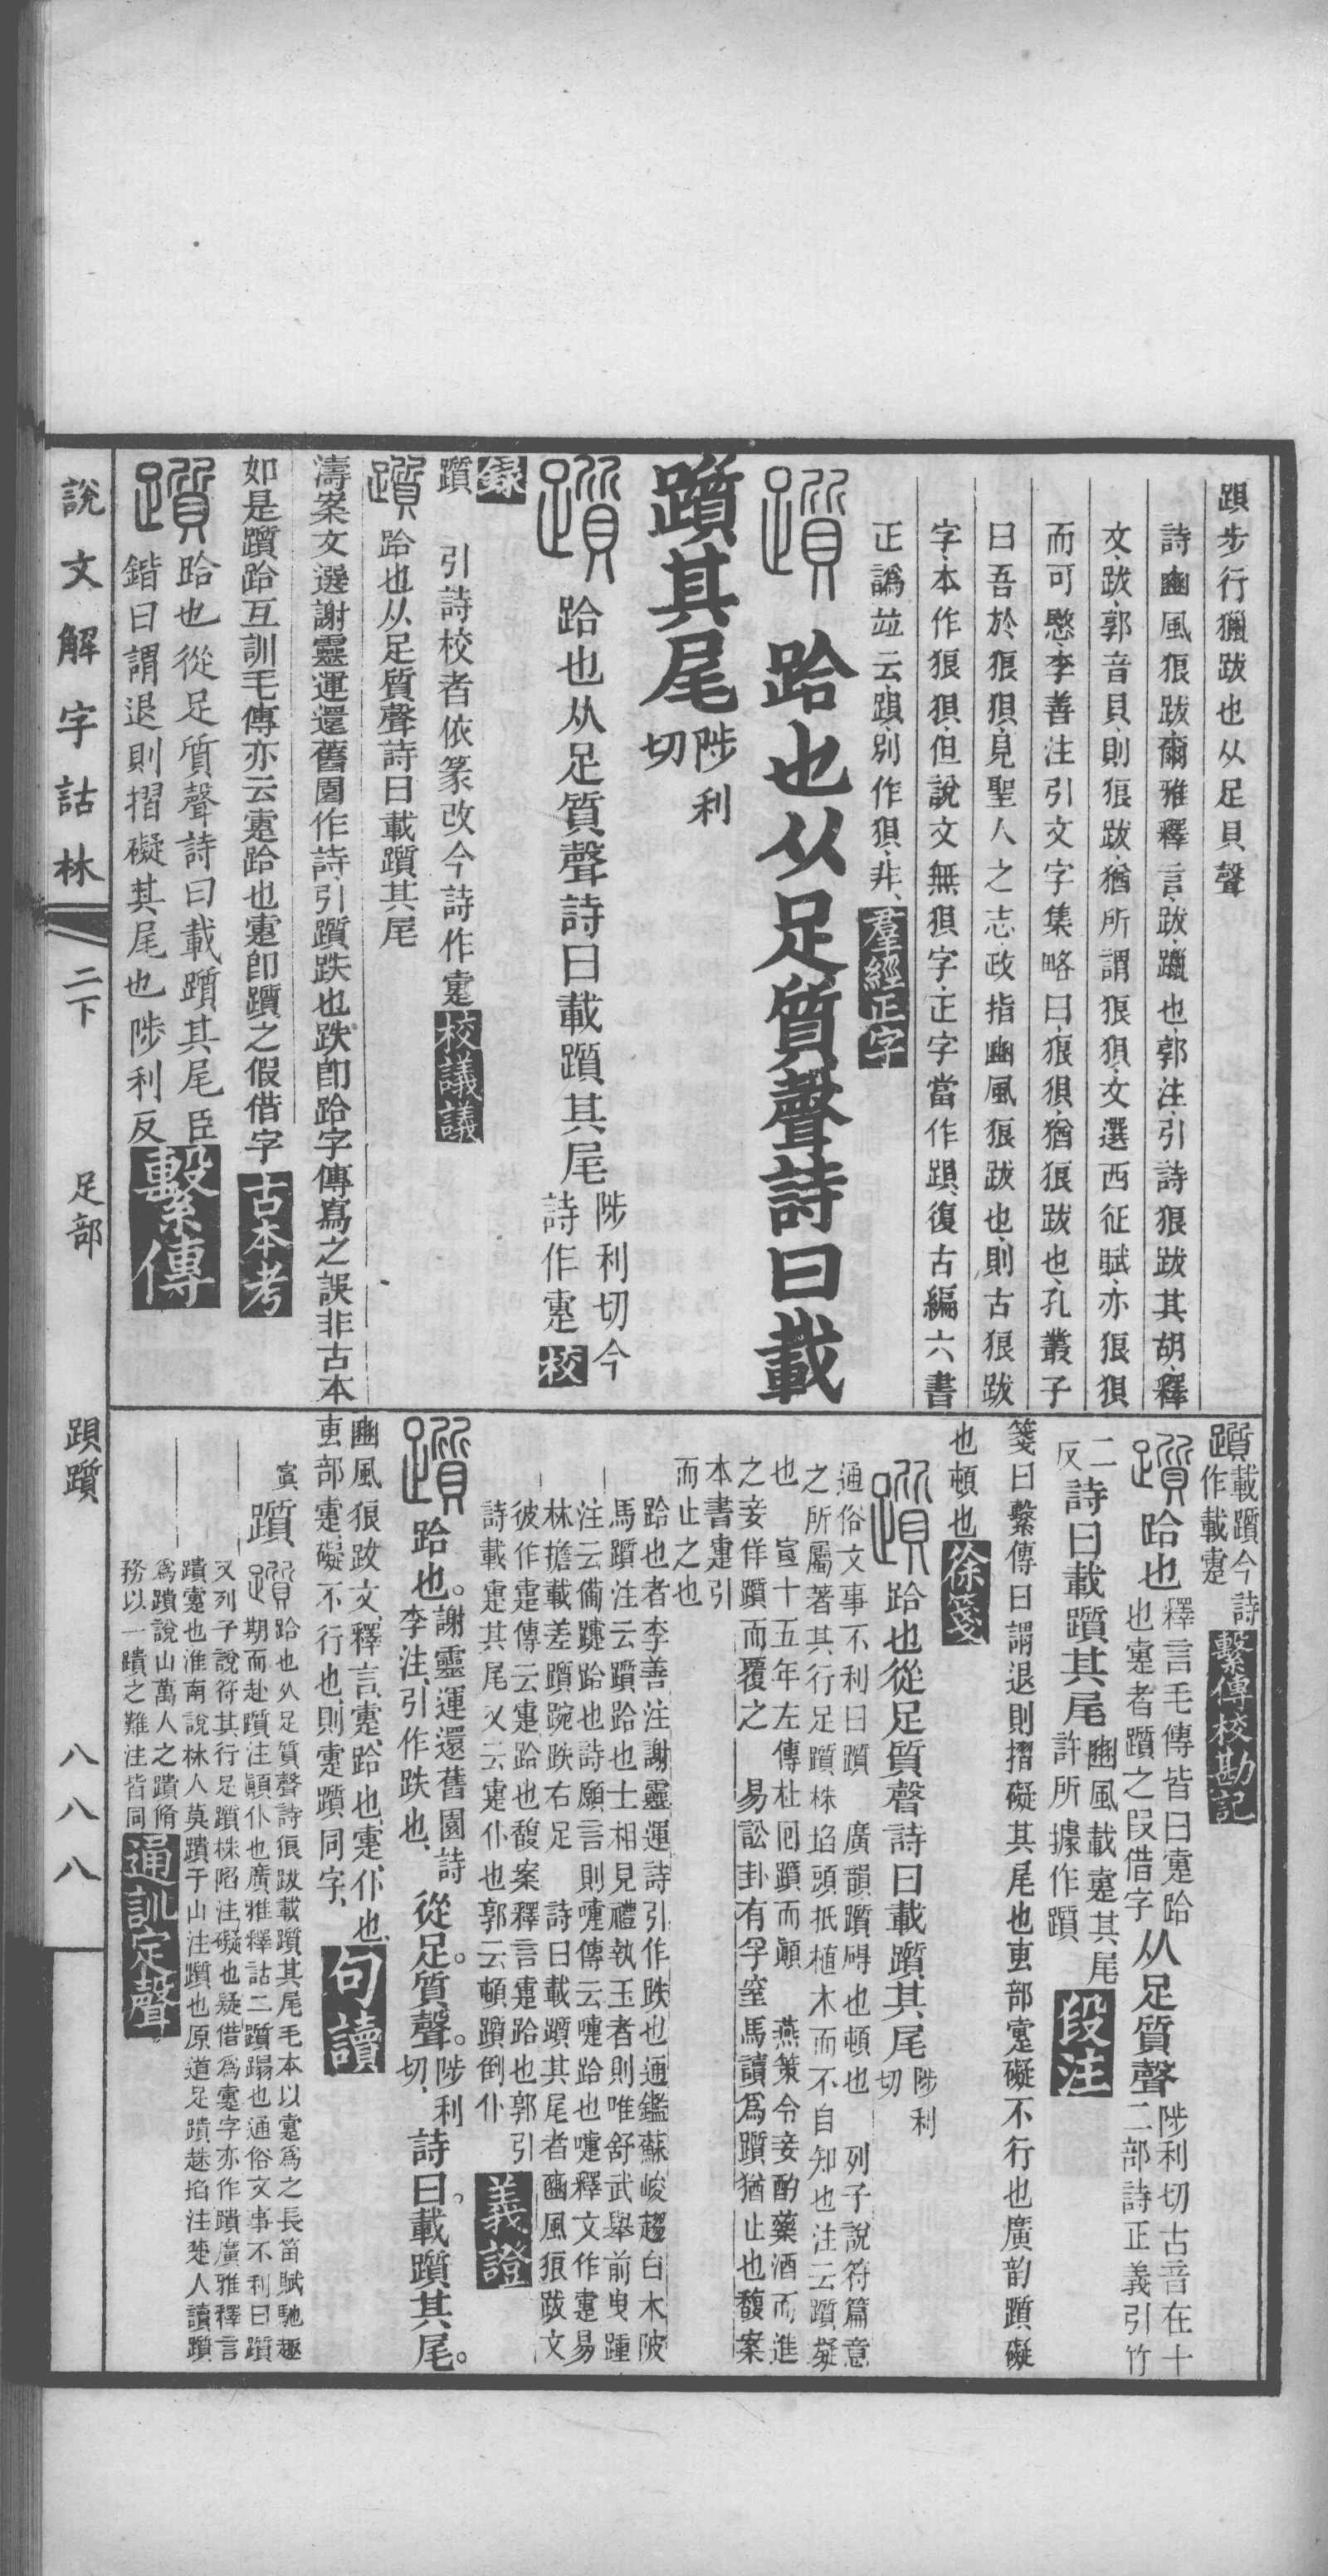 䟺步行獵跋也从足貝聲
詩豳風狼跋爾雅釋言跋躐也郭注引詩狼跋其胡釋
文跋郭音貝則狼跋猶所謂狼狽文選西征賦亦狼狽
而可愍李善注引文字集略曰狼狽猶狼跋也孔叢子
曰吾於狼狽見聖人之志政指豳風狼跋也則古狼跋
字本作狼狽但說文無狽字正字當作䟺復古編六書
正譌竝云䟺別作狽非羣經正字
躓 跲也从足質聲詩曰載
躓其尾陟利
切
躓跲也从足質聲詩曰載躓其尾陟利切今
詩作疐校
錄
躓 引詩校者依篆改今詩作疐校議議
躓跲也从足質聲詩曰載躓其尾
濤案文選謝靈運還舊園作詩引躓跌也跌卽跲字傳寫之誤非古本
如是躓跲互訓毛傳亦云疐跲也疐卽躓之假借字古本考
躓跲也從足質聲詩曰載躓其尾臣
鍇曰謂退則摺礙其尾也陟利反繫傳
躓載躓今詩
作載疐繫傳校勘記
躓跲也釋言毛傳皆曰疐跲
也疐者躓之叚借字从足質聲陟利切古音在十
二部詩正義引竹
二
反詩曰載躓其尾豳風載疐其尾
許所據作躓段注
箋曰繫傳曰謂退則摺礙其尾也叀部疐礙不行也廣韵躓礙
也頓也徐箋
躓跲也從足質聲詩曰載躓其尾陟利
切
通俗文事不利曰躓 廣韻躓碍也頓也 列子說符篇意
之所屬著其行足躓株埳頭抵植木而不自知也注云躓礙
也 宣十五年左傳杜回躓而顚 燕策令妾酌藥酒而進
之妾佯躓而覆之 易訟卦有孚窒馬讀爲躓猶止也馥案
本書疐引
而止之也
跲也者李善注謝靈運詩引作跌也通鑑蘇峻趨白木陂
馬躓注云躓跲也士相見禮執玉者則唯舒武舉前曳踵
注云備踕跲也詩願言則嚏傳云嚏跲也嚏釋文作疐易
林擔載差躓踠跌右足 詩曰載躓其尾者豳風狼跋文
彼作疐傳云疐跲也馥案釋言疐跲也郭引
詩載疐其尾又云疐仆也郭云頓躓倒仆義證
躓跲也。謝靈運還舊園詩
李注引作跌也從足。質聲。陟利
切詩曰。載躓其尾。
豳風狼跋文釋言疐跲也疐仆也
叀部疐礙不行也則疐躓同字句讀
寘躓躓跲也从足質聲詩狼跋載躓其尾毛本以疐爲之長笛賦馳趣
期而赴躓注顚仆也廣雅釋詁二躓蹋也通俗文事不利曰躓
又列子說符其行足躓株陷注礙也疑借爲疐字亦作蹪廣雅釋言
蹪疐也淮南說林人莫蹪于山注躓也原道足蹪趎埳注楚人讀躓
爲蹪說山萬人之蹪脩
務以一蹪之難注皆同通訓定聲
說文解字詁林 二下 足部 䟺躓 八八八